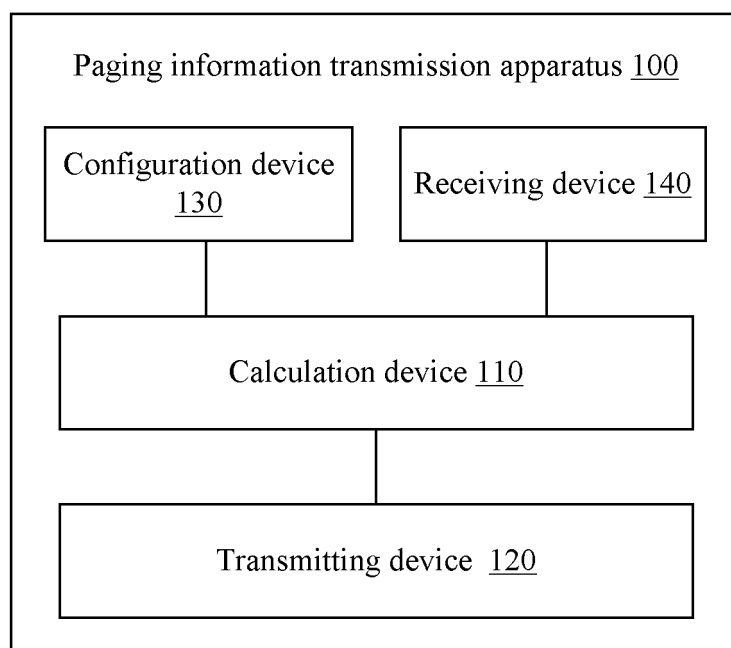 Paging information transmission apparatus 100
Configuration device
130
Receiving device 140
Calculation device 110
Transmitting device 120